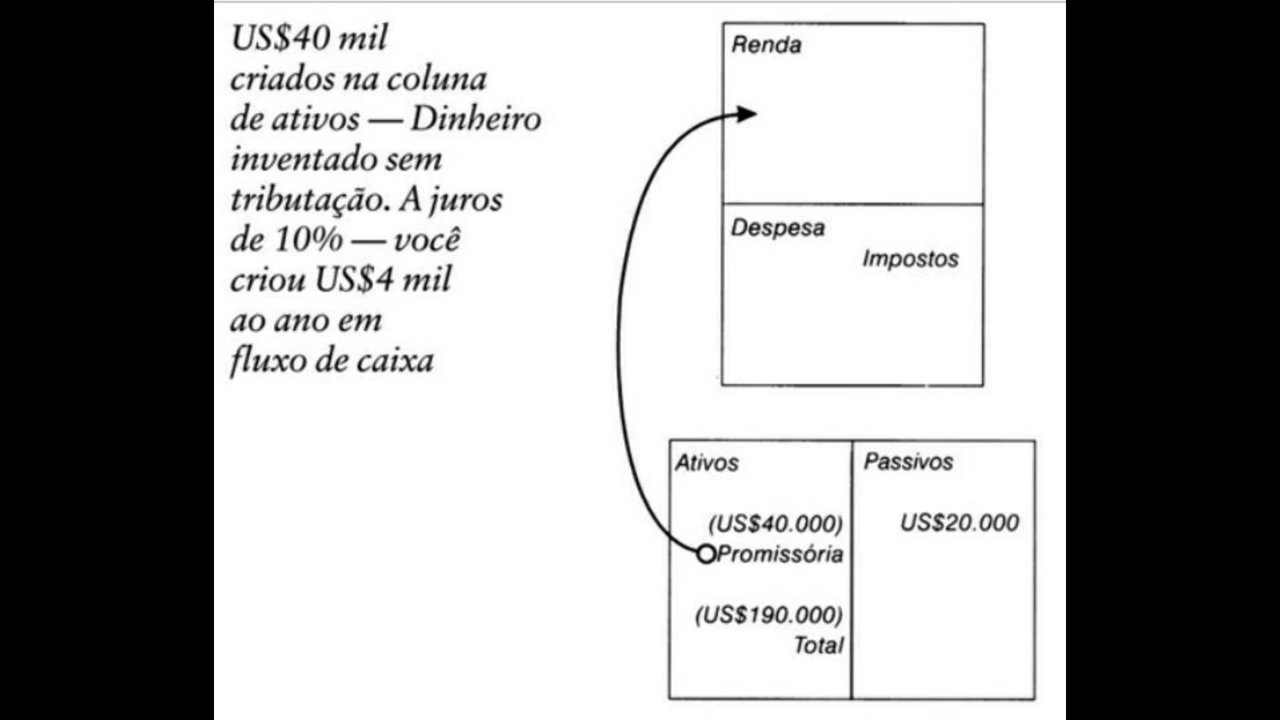 US$40 mil
criados na coluna
de ativos — Dinheiro
inventado sem
tributação. A juros
de 10% — você
criou US$4 mil
ao ano em
fluxo de caixa
Renda
Despesa
Impostos
Ativos
(US$40.000)
Promissória
(US$190.000)
Total
Passivos
US$20.000